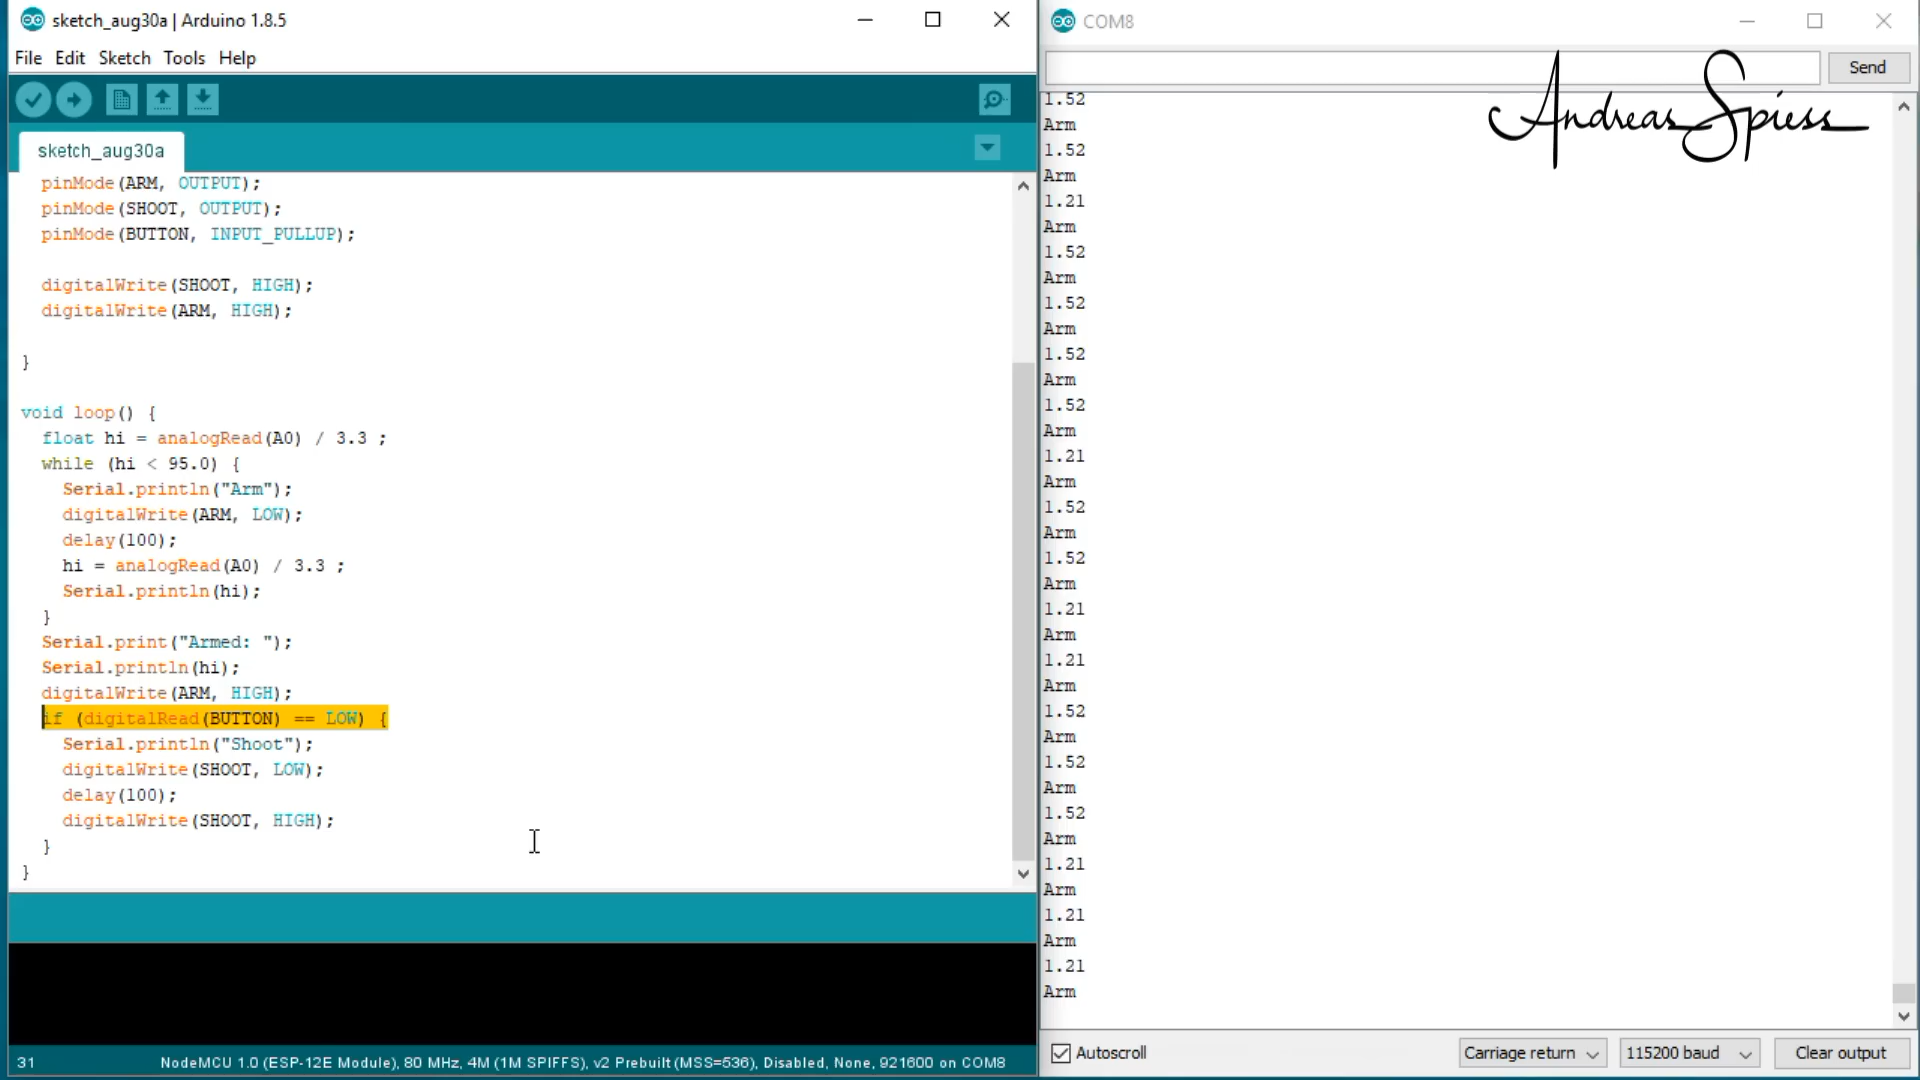 sketch_aug30a | Arduino 1.8.5
File Edit Sketch Tools Help
sketch_aug30a
pinMode(ARM, OUTPUT);
pinMode(SHOOT, OUTPUT);
pinMode(BUTTON, INPUT_PULLUP);
digitalWrite(SHOOT, HIGH);
digitalWrite(ARM, HIGH);
}
void loop() {
float hi = analogRead(A0) / 3.3 ;
while (hi < 95.0) {
Serial.println("Arm");
digitalWrite(ARM, LOW);
delay(100);
hi = analogRead(A0) / 3.3 ;
Serial.println(hi);
}
Serial.print("Armed: ");
Serial.println(hi);
digitalWrite(ARM, HIGH);
if (digitalRead(BUTTON) == LOW) {
Serial.println("Shoot");
digitalWrite(SHOOT, LOW);
delay(100);
digitalWrite(SHOOT, HIGH);
}
}
31 NodeMCU 1.0 (ESP-12E Module), 80 MHz, 4M (1M SPIFFS), v2 Prebuilt(MSS=536), Disabled, None, 921600 on COM8
COM8
Send
Andreas Spiess
1.52
Arm
1.52
Arm
1.21
Arm
1.52
Arm
1.52
Arm
1.52
Arm
1.52
Arm
1.21
Arm
1.52
Arm
1.52
Arm
1.21
Arm
1.21
Arm
1.52
Arm
1.52
Arm
1.52
Arm
1.21
Arm
1.21
Arm
1.21
Arm
Autoscroll Carriage return 115200 baud Clear output